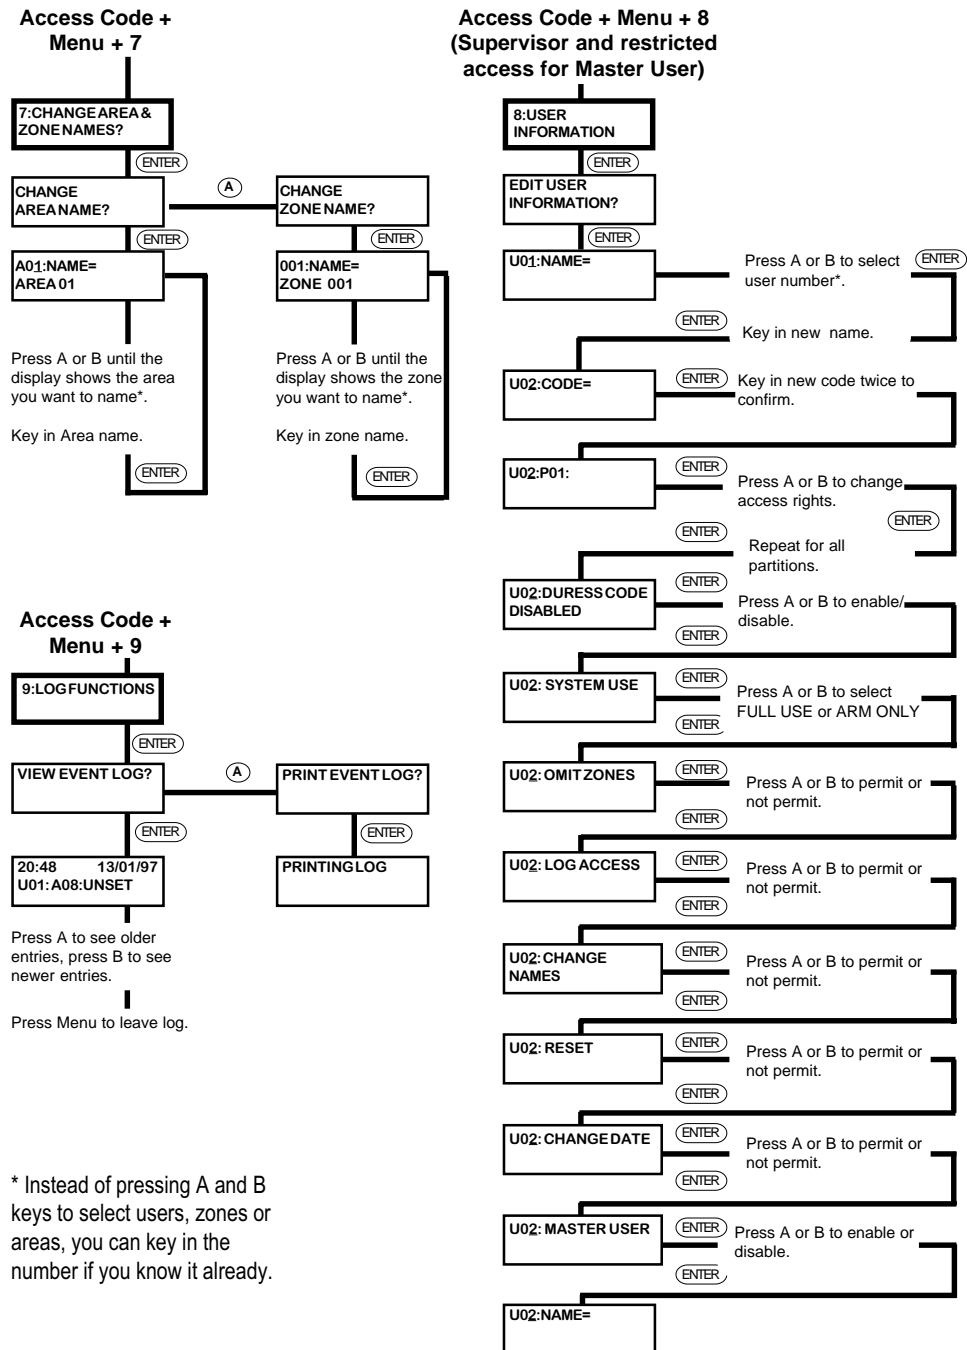 Access Code +
Menu + 7
7:CHANGE AREA &
ZONE NAMES?
ENTER
CHANGE
AREA NAME?
A
CHANGE
ZONE NAME?
ENTER
ENTER
A01:NAME=
AREA 01
001:NAME=
ZONE 001
Press A or B until the
display shows the area
you want to name*.
Key in Area name.
ENTER
Press A or B until the
display shows the zone
you want to name*.
Key in zone name.
ENTER
Access Code +
Menu + 9
9:LOG FUNCTIONS
ENTER
VIEW EVENT LOG?
A
PRINT EVENT LOG?
ENTER
ENTER
20:48 13/01/97
U01: A08:UNSET
PRINTING LOG
Press A to see older
entries, press B to see
newer entries.
Press Menu to leave log.
* Instead of pressing A and B
keys to select users, zones or
areas, you can key in the
number if you know it already.
Access Code + Menu + 8
(Supervisor and restricted
access for Master User)
8:USER
INFORMATION
ENTER
EDIT USER
INFORMATION?
ENTER
U01:NAME=
Press A or B to select
user number*.
ENTER
ENTER
Key in new name.
U02:CODE=
ENTER
Key in new code twice to
confirm.
U02:P01:
ENTER
Press A or B to change
access rights.
ENTER
ENTER
Repeat for all
partitions.
U02:DURESS CODE
DISABLED
ENTER
Press A or B to enable/
disable.
ENTER
U02: SYSTEM USE
ENTER
Press A or B to select
FULL USE or ARM ONLY
ENTER
U02: OMIT ZONES
ENTER
Press A or B to permit or
not permit.
ENTER
U02: LOG ACCESS
ENTER
Press A or B to permit or
not permit.
ENTER
U02: CHANGE
NAMES
ENTER
Press A or B to permit or
not permit.
ENTER
U02: RESET
ENTER
Press A or B to permit or
not permit.
ENTER
U02: CHANGE DATE
ENTER
Press A or B to permit or
not permit.
ENTER
U02: MASTER USER
ENTER
Press A or B to enable or
disable.
ENTER
U02:NAME=